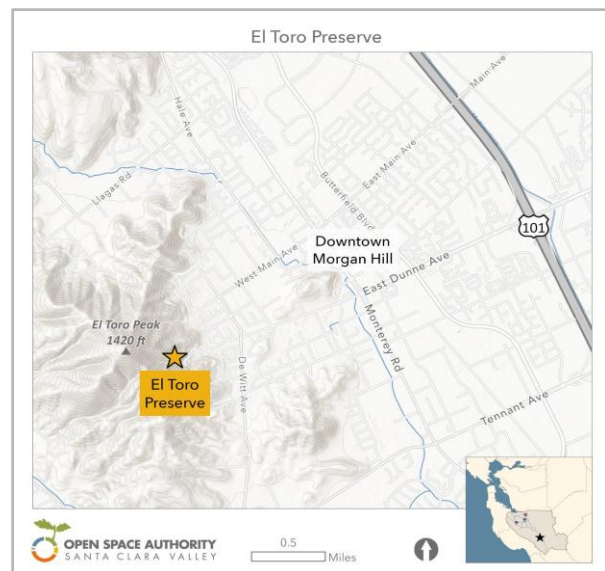 El Toro Preserve
Main Ave
Hale Ave
East Main Ave
Butterfield Blvd
Llagas Rd
101
Downtown
Morgan Hill
West Main Ave
East Dunne Ave
Monterey Rd
El Toro Peak
1420 ft
De Witt Ave
El Toro
Preserve
Tennant Ave
OPEN SPACE AUTHORITY
SANTA CLARA VALLEY
0.5
Miles